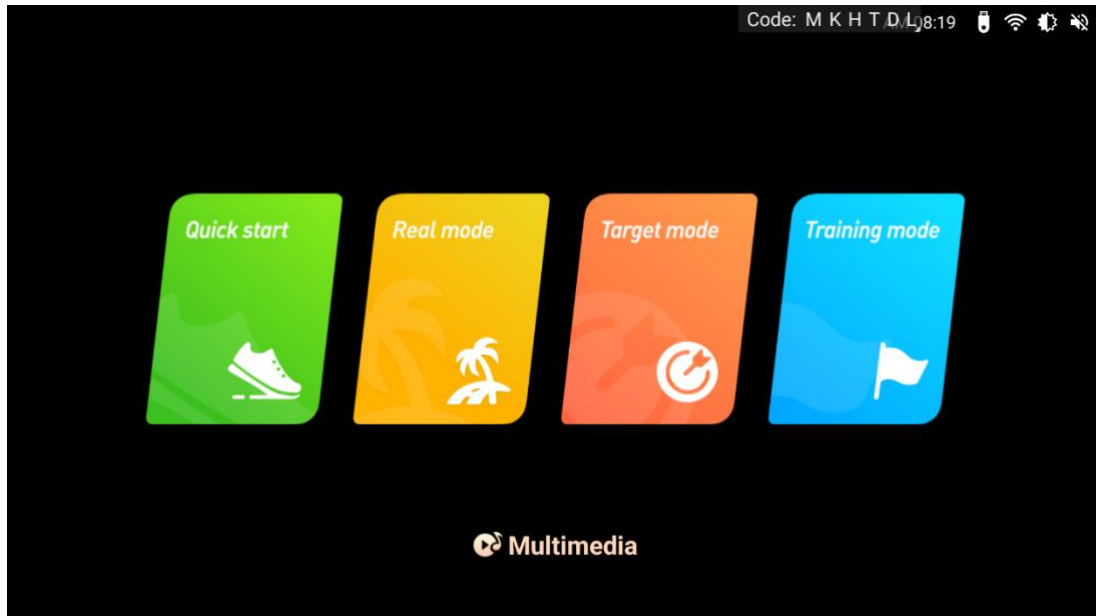 Code: M K H T D L
08:19
Quick start
Real mode
Target mode
Training mode
Multimedia